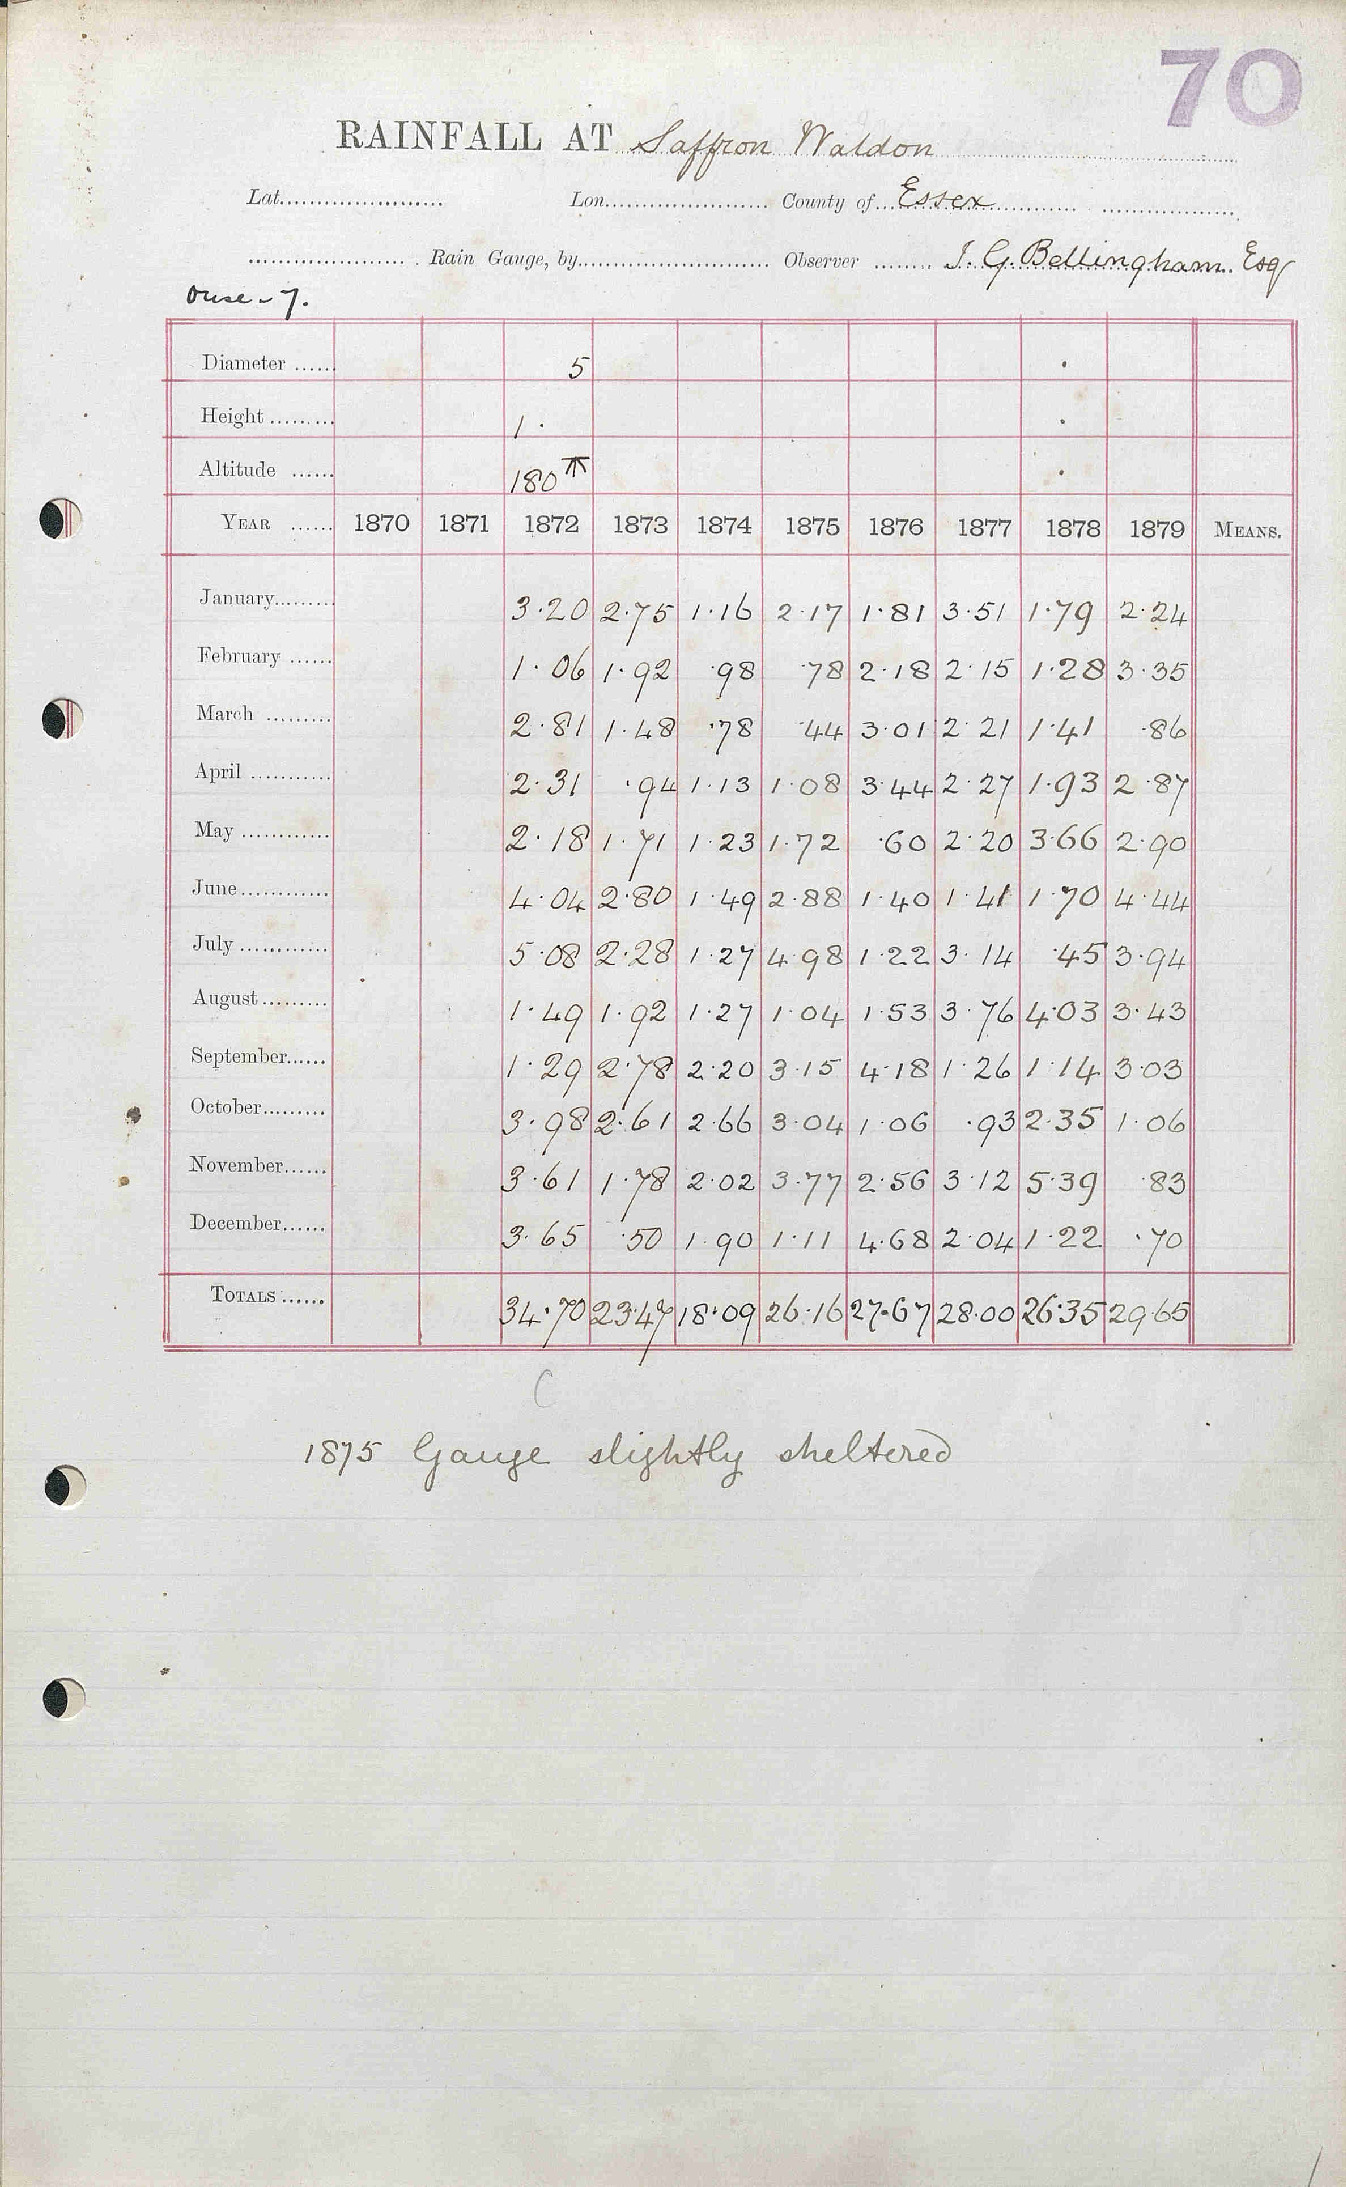 70
RAINFALL AT Saffron Waldon
Lat. Lon. County of Essex
Rain Gauge, by Observer J. G. Bellingham. Esq
Ouse - 7.
Diameter 5
Height 1 ·
Altitude 180
YEAR 1870 1871 1872 1873 1874 1875 1876 1877 1878 1879 MEANS.
January 3·20 2·75 1·16 2·17 1·81 3·51 1·79 2·24
February 1·06 1·92 ·98 ·78 2·18 2·15 1·28 3·35
March 2·81 1·48 ·78 ·44 3·01 2·21 1·41 ·86
April 2·31 ·94 1·13 1·08 3·44 2·27 1·93 2·87
May 2·18 1·71 1·23 1·72 ·60 2·20 3·66 2·90
June 4·04 2·80 1·49 2·88 1·40 1·41 1·70 4·44
July 5·08 2·28 1·27 4·98 1·22 3·14 ·45 3·94
August 1·49 1·92 1·27 1·04 1·53 3·76 4·03 3·43
September 1·29 2·78 2·20 3·15 4·18 1·26 1·14 3·03
October 3·98 2·61 2·66 3·04 1·06 ·93 2·35 1·06
November 3·61 1·78 2·02 3·77 2·56 3·12 5·39 ·83
December 3·65 ·50 1·90 1·11 4·68 2·04 1·22 ·70
TOTALS 34·70 23·47 18·09 26·16 27·67 28·00 26·35 29·65
C
1875 Gauge slightly sheltered